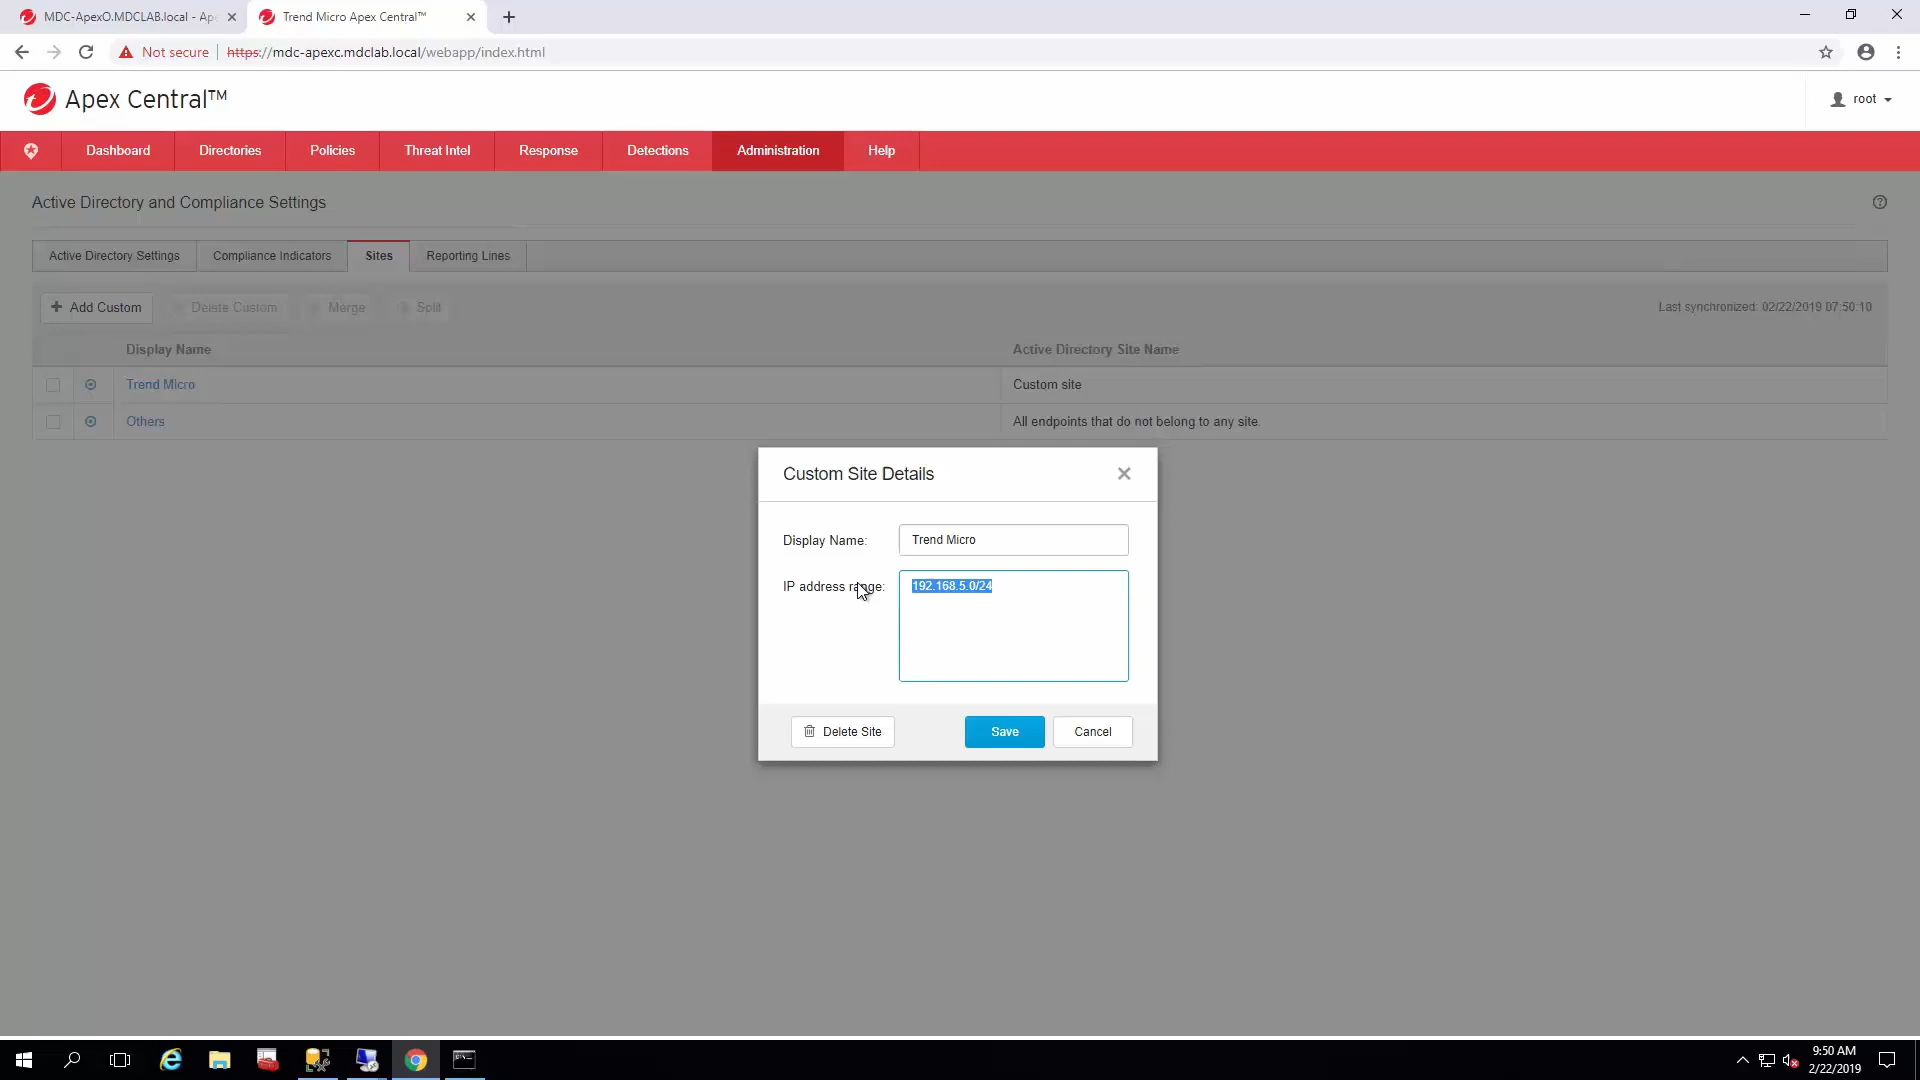 MDC-ApexO.MDCLAB.local - Ape
Trend Micro Apex Central™
Not secure
https://mdc-apexc.mdclab.local/webapp/index.html
Apex Central™
root
Dashboard
Directories
Policies
Threat Intel
Response
Detections
Administration
Help
Active Directory and Compliance Settings
Active Directory Settings
Compliance Indicators
Sites
Reporting Lines
Add Custom
Delete Custom
Merge
Split
Last synchronized: 02/22/2019 07:50:10
Display Name
Active Directory Site Name
Trend Micro
Custom site
Others
All endpoints that do not belong to any site.
Custom Site Details
Display Name:
Trend Micro
IP address range:
192.168.5.0/24
Delete Site
Save
Cancel
9:50 AM
2/22/2019